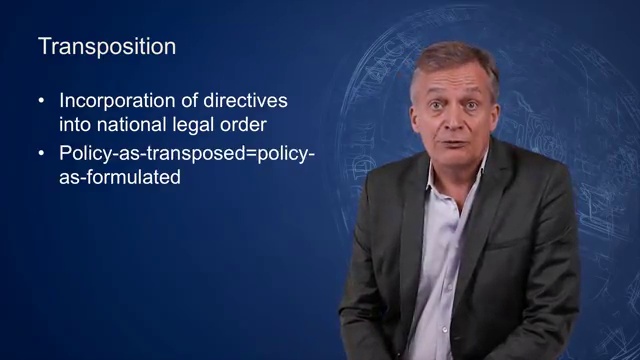 Transposition
• Incorporation of directives
into national legal order
• Policy-as-transposed=policy-
as-formulated